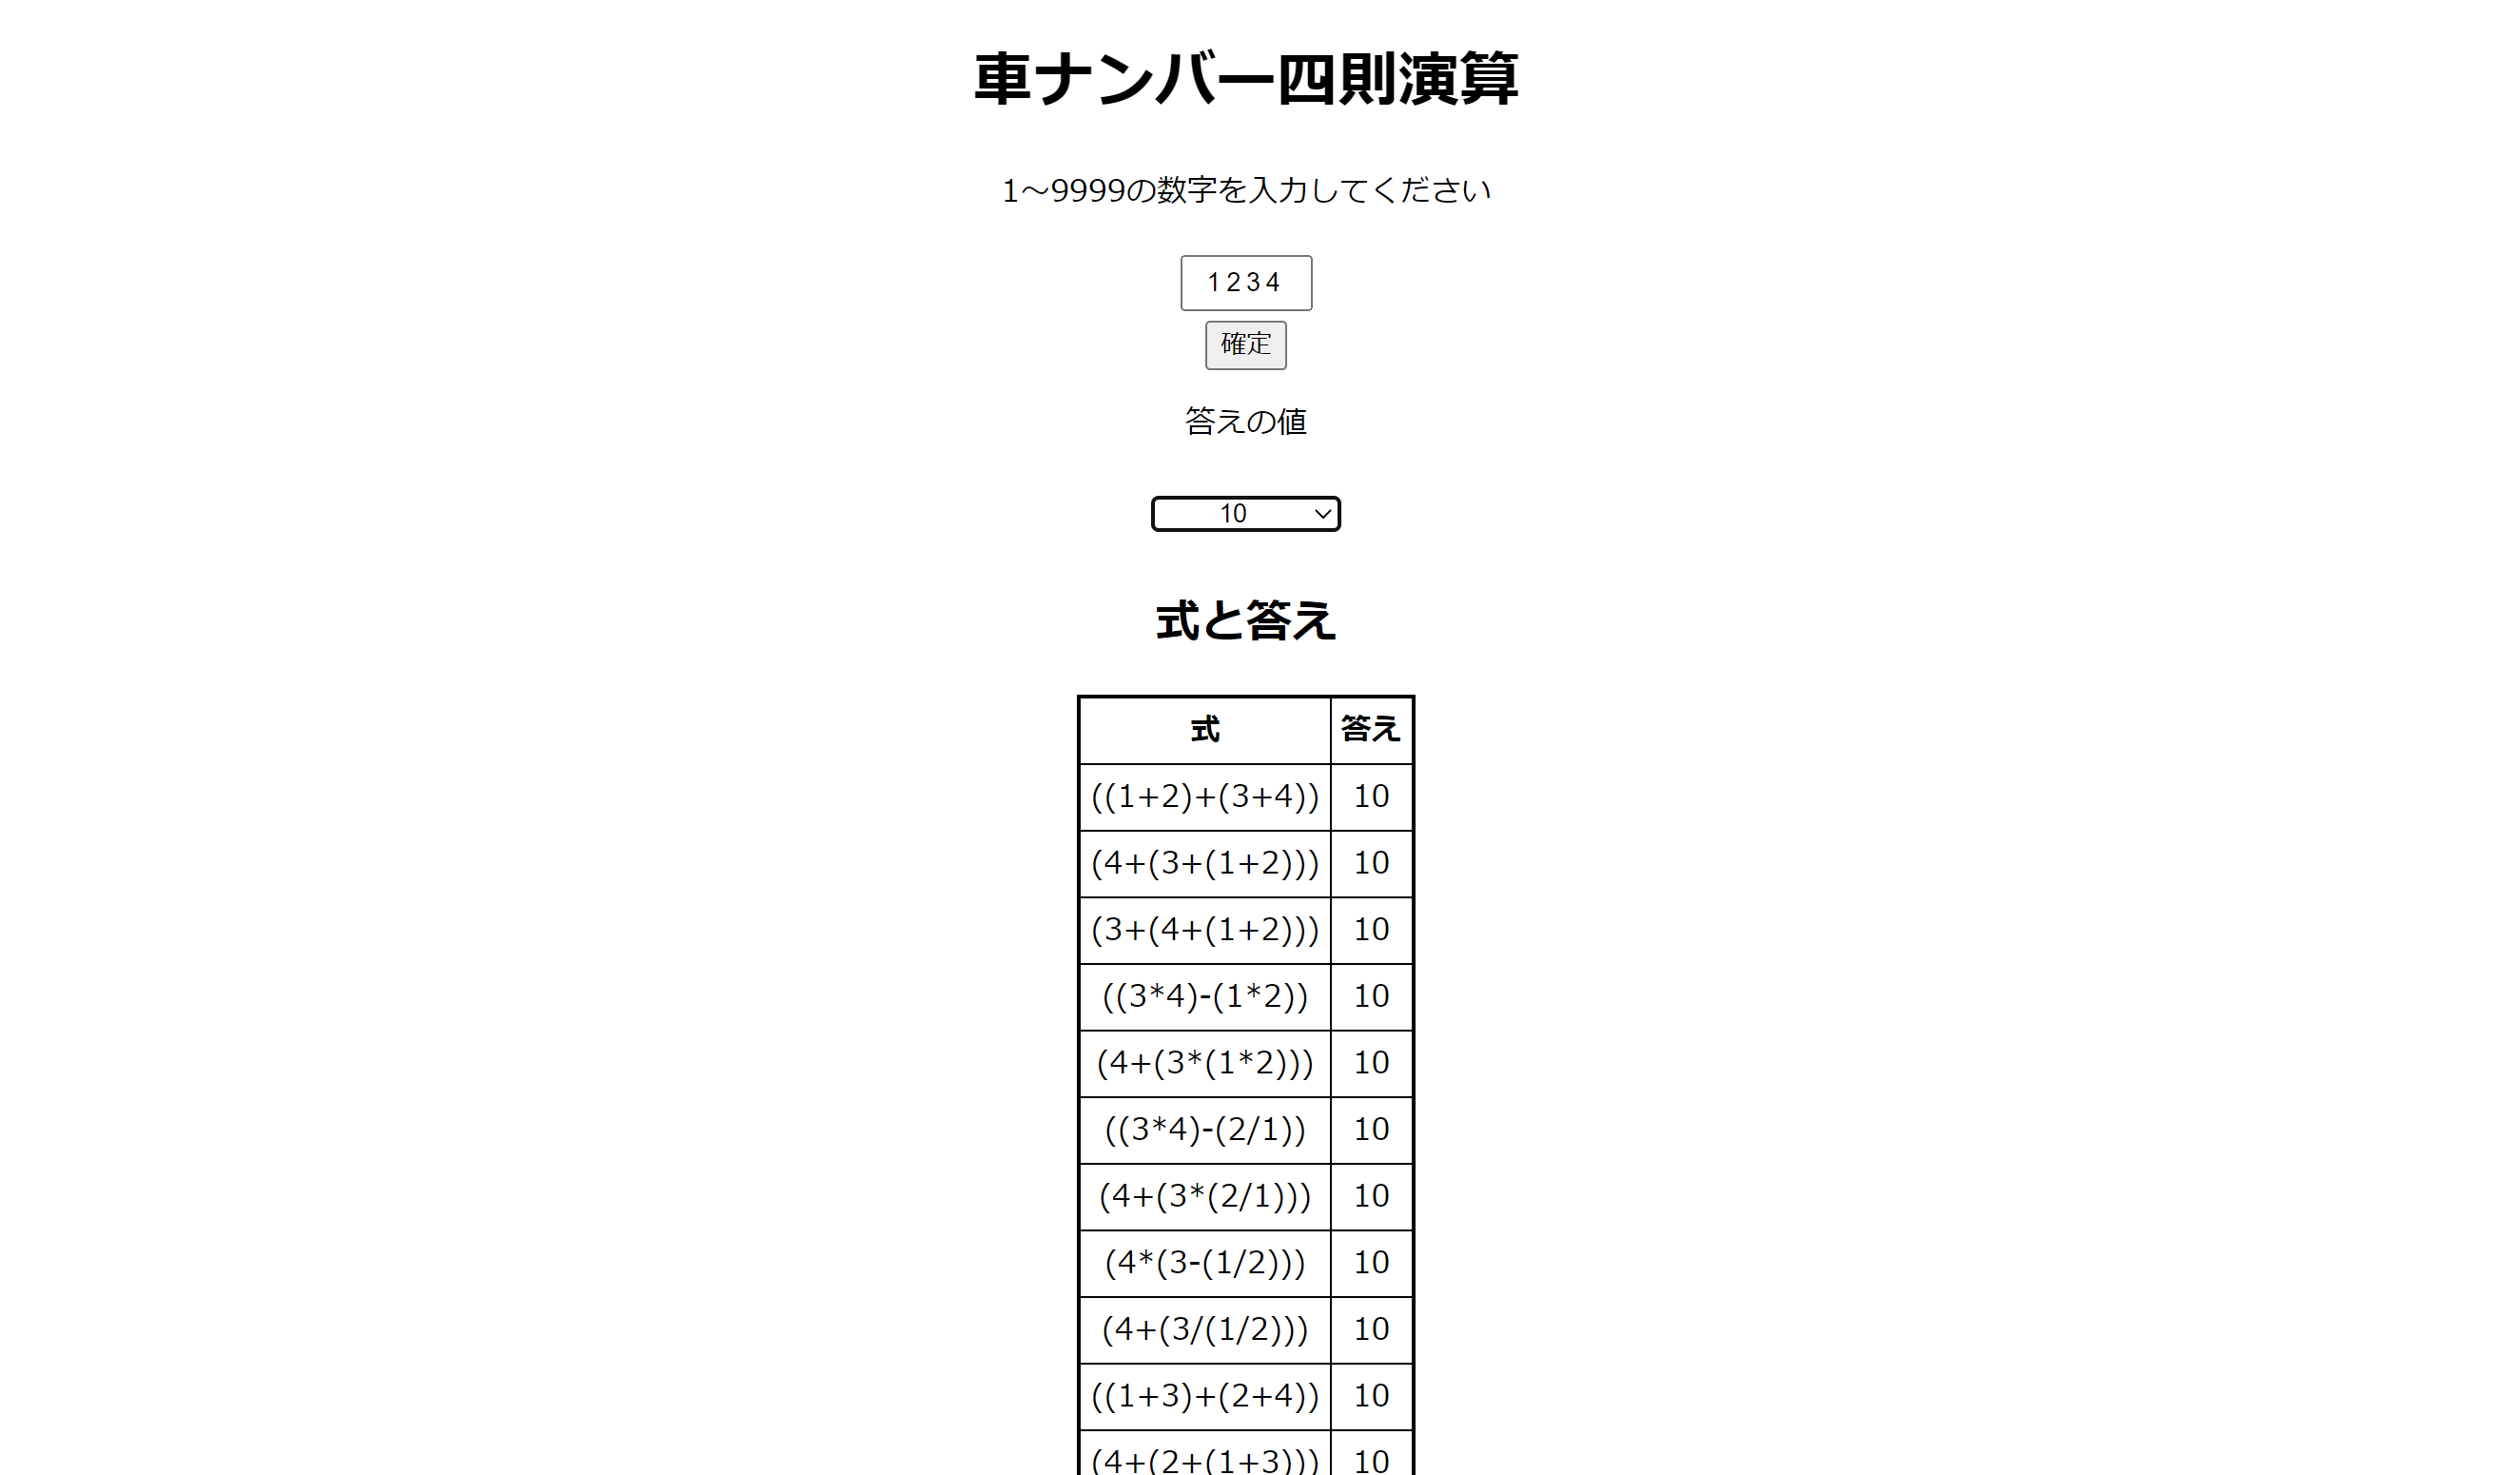 車ナンバー四則演算
1～9999の数字を入力してください
1234
確定
答えの値
10
式と答え
式 答え
((1+2)+(3+4)) 10
(4+(3+(1+2))) 10
(3+(4+(1+2))) 10
((3*4)-(1*2)) 10
(4+(3*(1*2))) 10
((3*4)-(2/1)) 10
(4+(3*(2/1))) 10
(4*(3-(1/2))) 10
(4+(3/(1/2))) 10
((1+3)+(2+4)) 10
(4+(2+(1+3))) 10